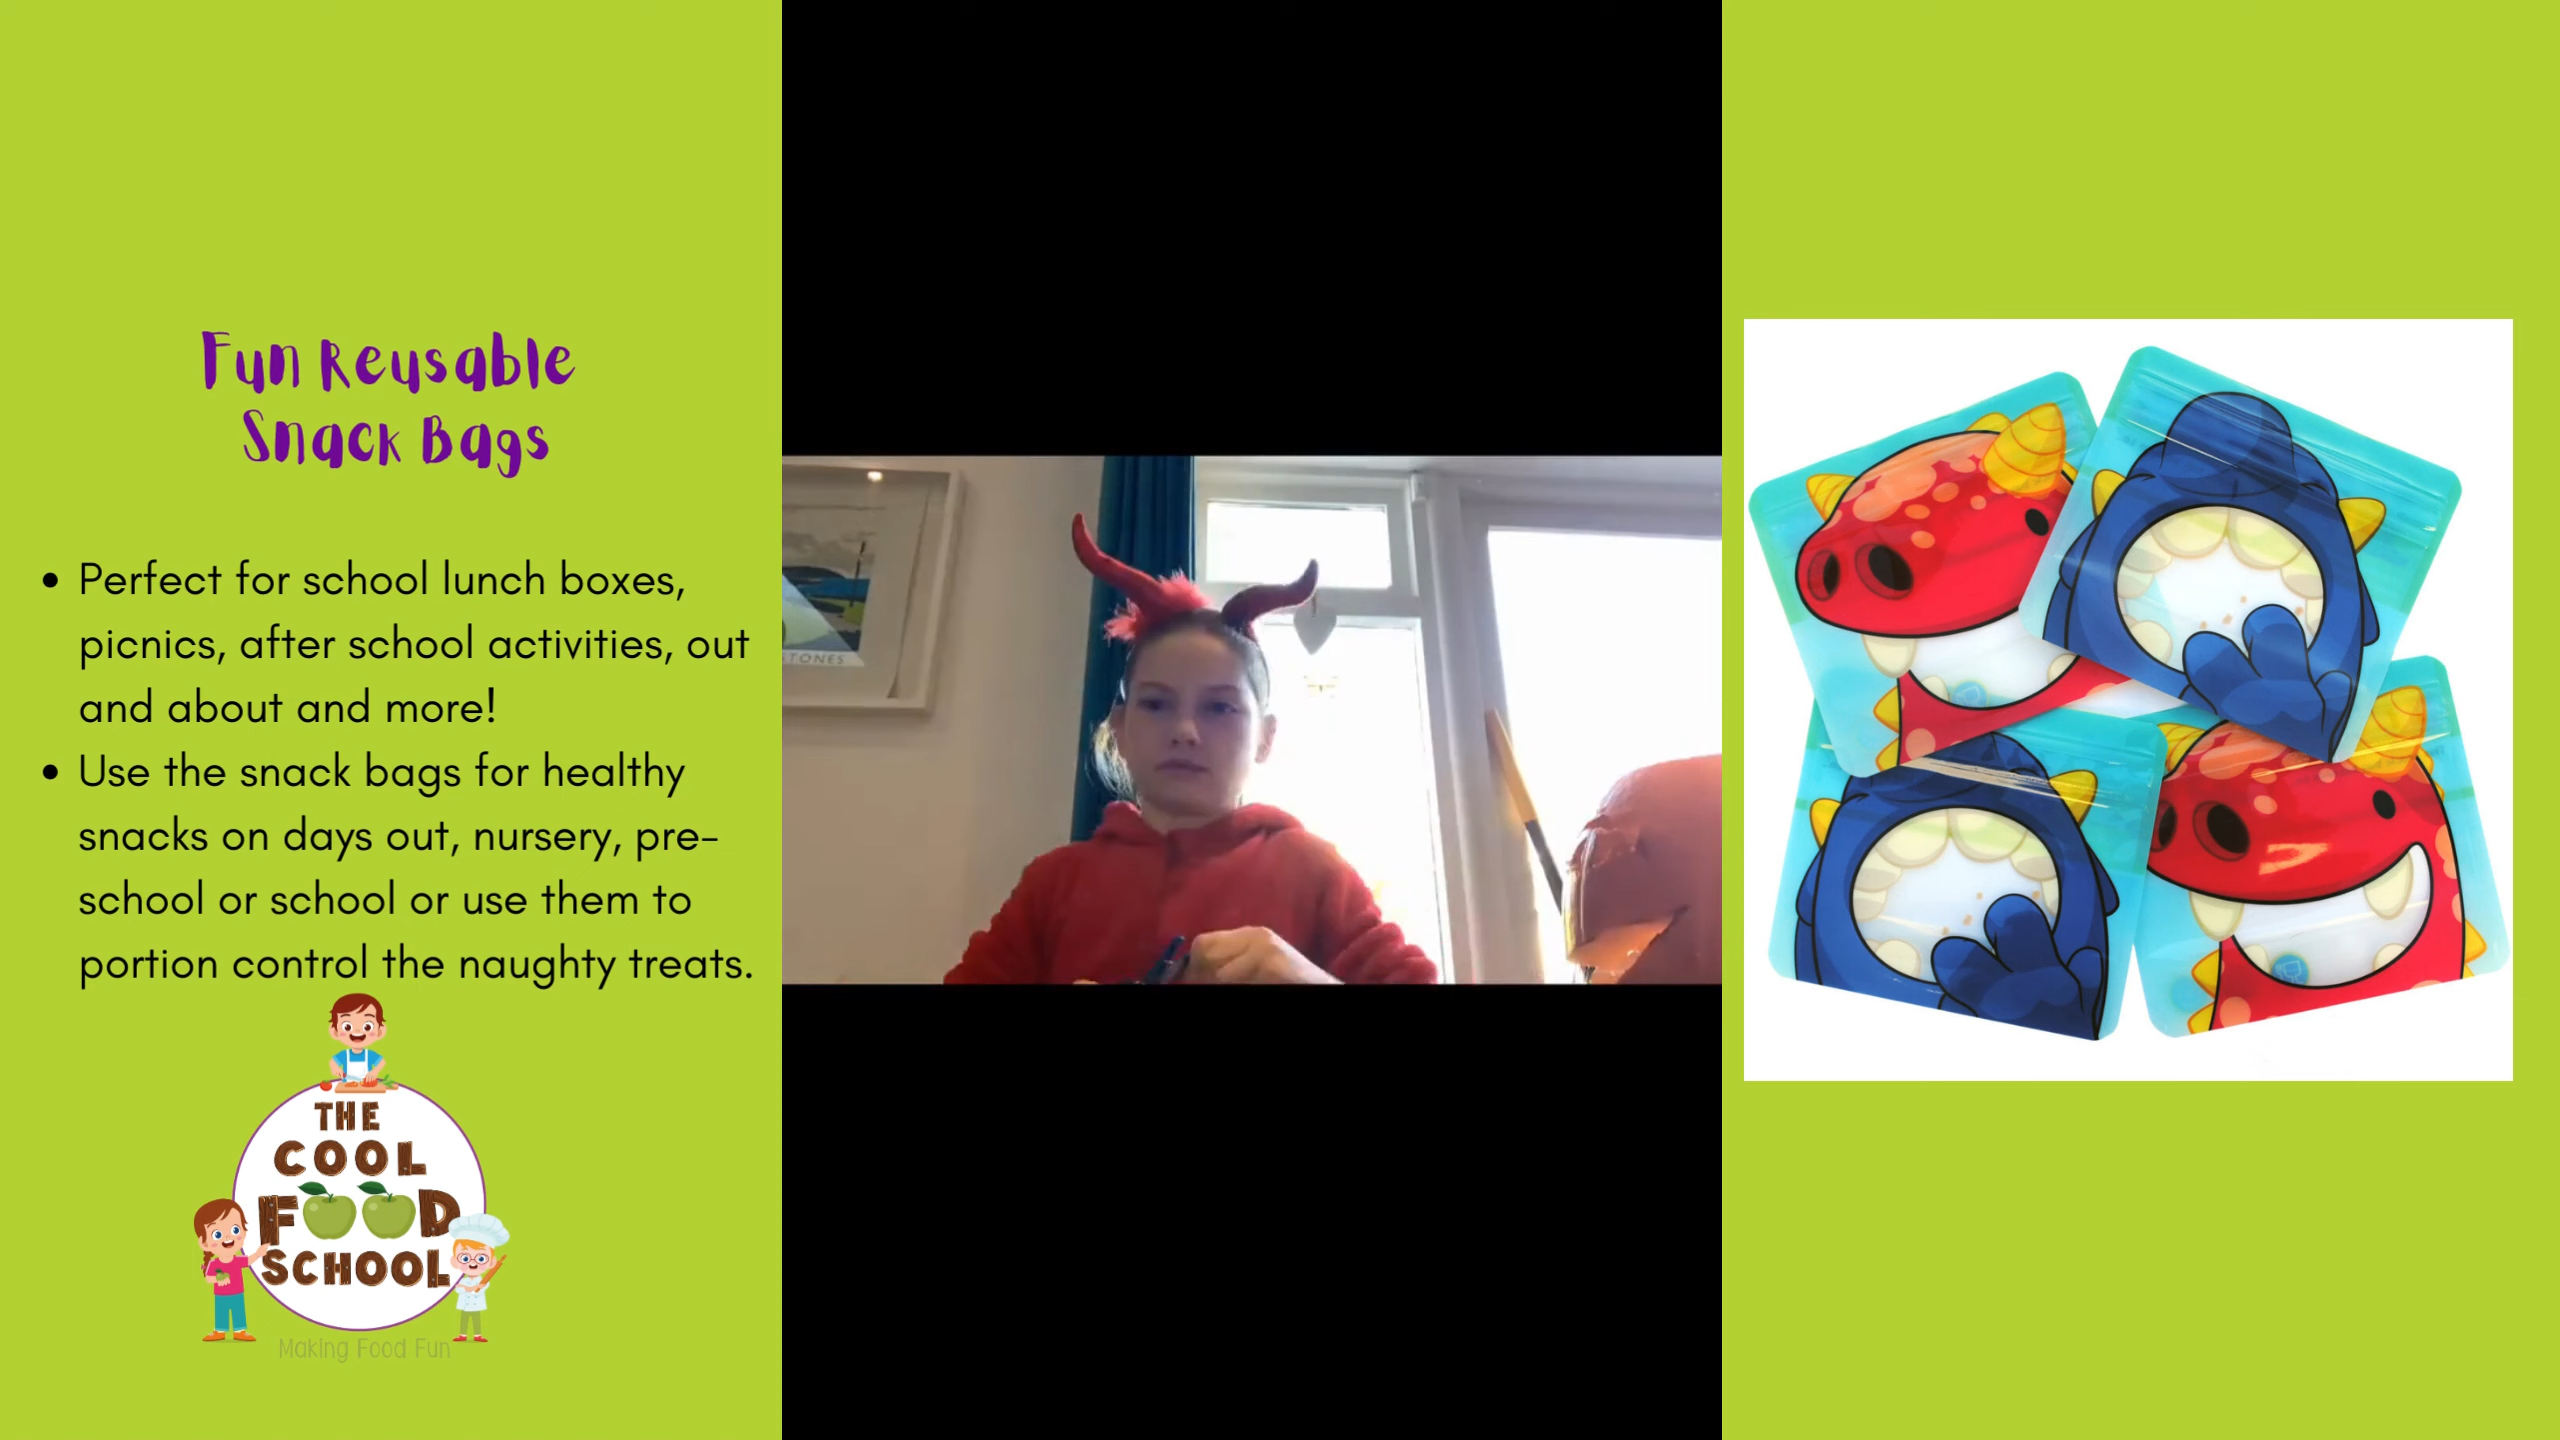 Fun Reusable
Snack Bags
Perfect for school lunch boxes,
picnics, after school activities, out
and about and more!
Use the snack bags for healthy
snacks on days out, nursery, pre-
school or school or use them to
portion control the naughty treats.
THE
COOL
FOOD
SCHOOL
Making Food Fun
TONES